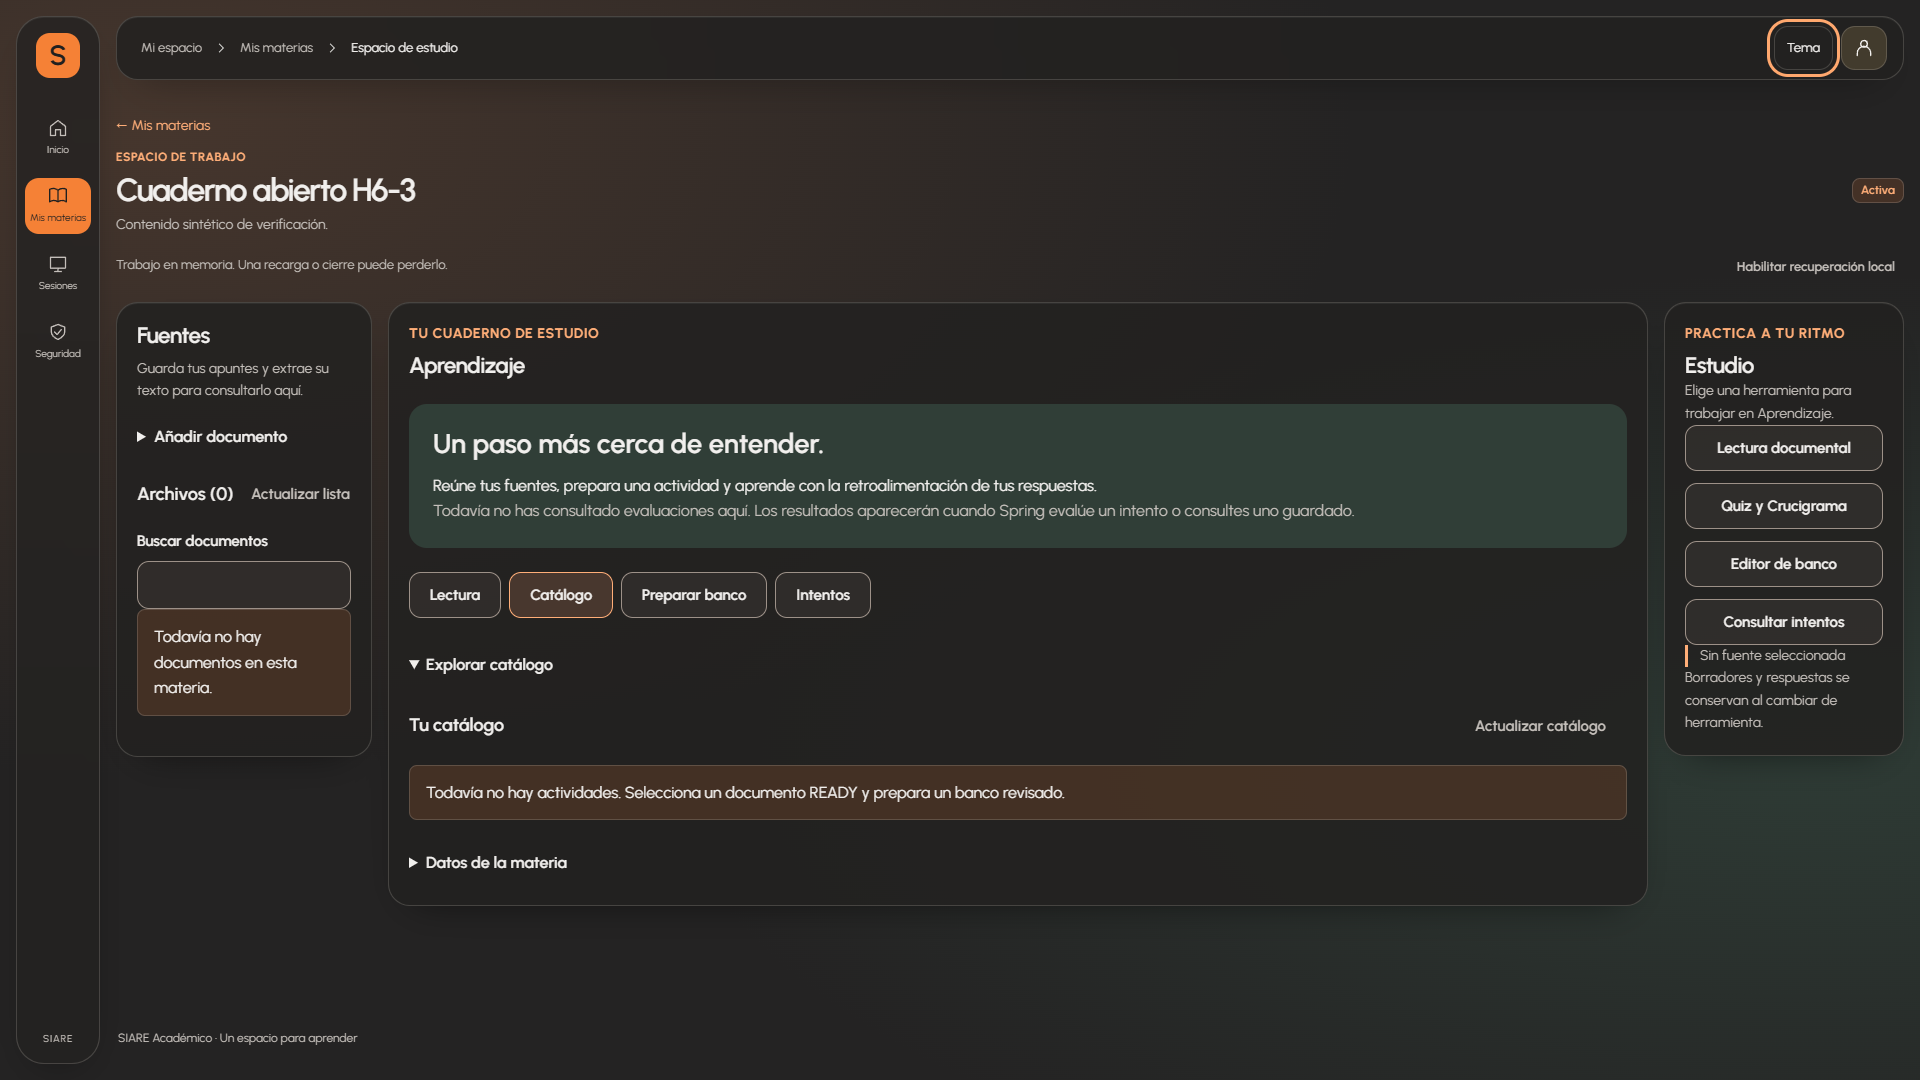 S
Inicio
Mis materias
Sesiones
Seguridad
SIARE
Mi espacio > Mis materias > Espacio de estudio
Tema
← Mis materias
ESPACIO DE TRABAJO
Cuaderno abierto H6-3
Activa
Contenido sintético de verificación.
Trabajo en memoria. Una recarga o cierre puede perderlo.
Habilitar recuperación local
Fuentes
Guarda tus apuntes y extrae su
texto para consultarlo aquí.
Añadir documento
Archivos (0)
Actualizar lista
Buscar documentos
Todavía no hay
documentos en esta
materia.
TU CUADERNO DE ESTUDIO
Aprendizaje
Un paso más cerca de entender.
Reúne tus fuentes, prepara una actividad y aprende con la retroalimentación de tus respuestas.
Todavía no has consultado evaluaciones aquí. Los resultados aparecerán cuando Spring evalúe un intento o consultes uno guardado.
Lectura
Catálogo
Preparar banco
Intentos
Explorar catálogo
Tu catálogo
Actualizar catálogo
Todavía no hay actividades. Selecciona un documento READY y prepara un banco revisado.
Datos de la materia
PRACTICA A TU RITMO
Estudio
Elige una herramienta para
trabajar en Aprendizaje.
Lectura documental
Quiz y Crucigrama
Editor de banco
Consultar intentos
Sin fuente seleccionada
Borradores y respuestas se
conservan al cambiar de
herramienta.
SIARE Académico · Un espacio para aprender